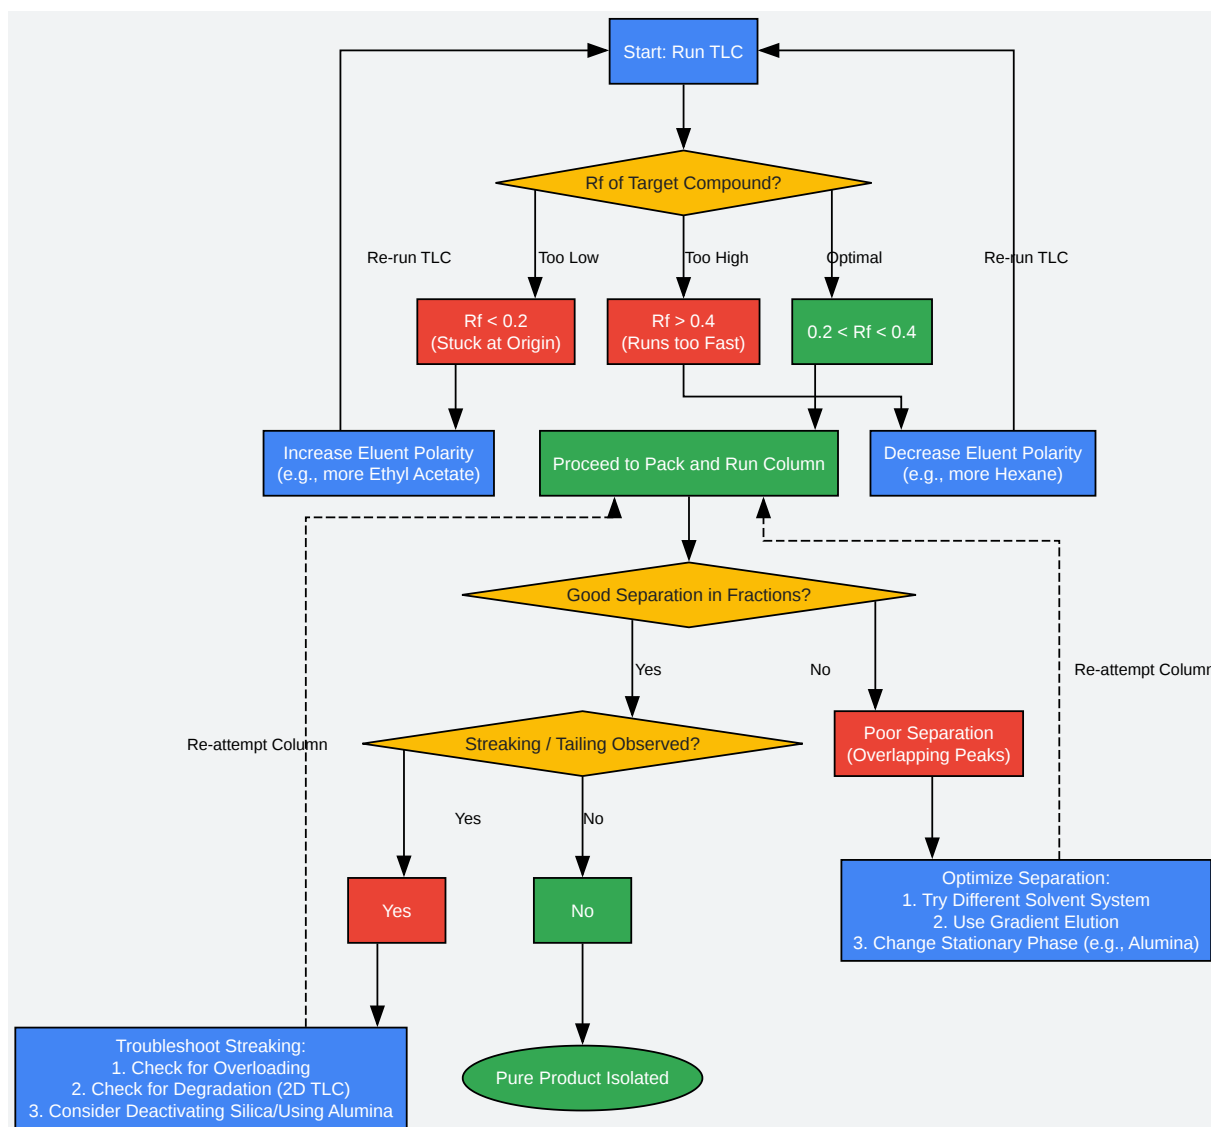 Start: Run TLC
Rf of Target Compound?
Re-run TLC
Too Low
Too High
Optimal
Re-run TLC
Rf < 0.2
(Stuck at Origin)
Rf > 0.4
(Runs too Fast)
0.2 < Rf < 0.4
Increase Eluent Polarity
(e.g., more Ethyl Acetate)
Proceed to Pack and Run Column
Decrease Eluent Polarity
(e.g., more Hexane)
Good Separation in Fractions?
Yes
No
Re-attempt Column
Re-attempt Column
Streaking / Tailing Observed?
Poor Separation
(Overlapping Peaks)
Yes
No
Yes
No
Optimize Separation:
1. Try Different Solvent System
2. Use Gradient Elution
3. Change Stationary Phase (e.g., Alumina)
Troubleshoot Streaking:
1. Check for Overloading
2. Check for Degradation (2D TLC)
3. Consider Deactivating Silica/Using Alumina
Pure Product Isolated